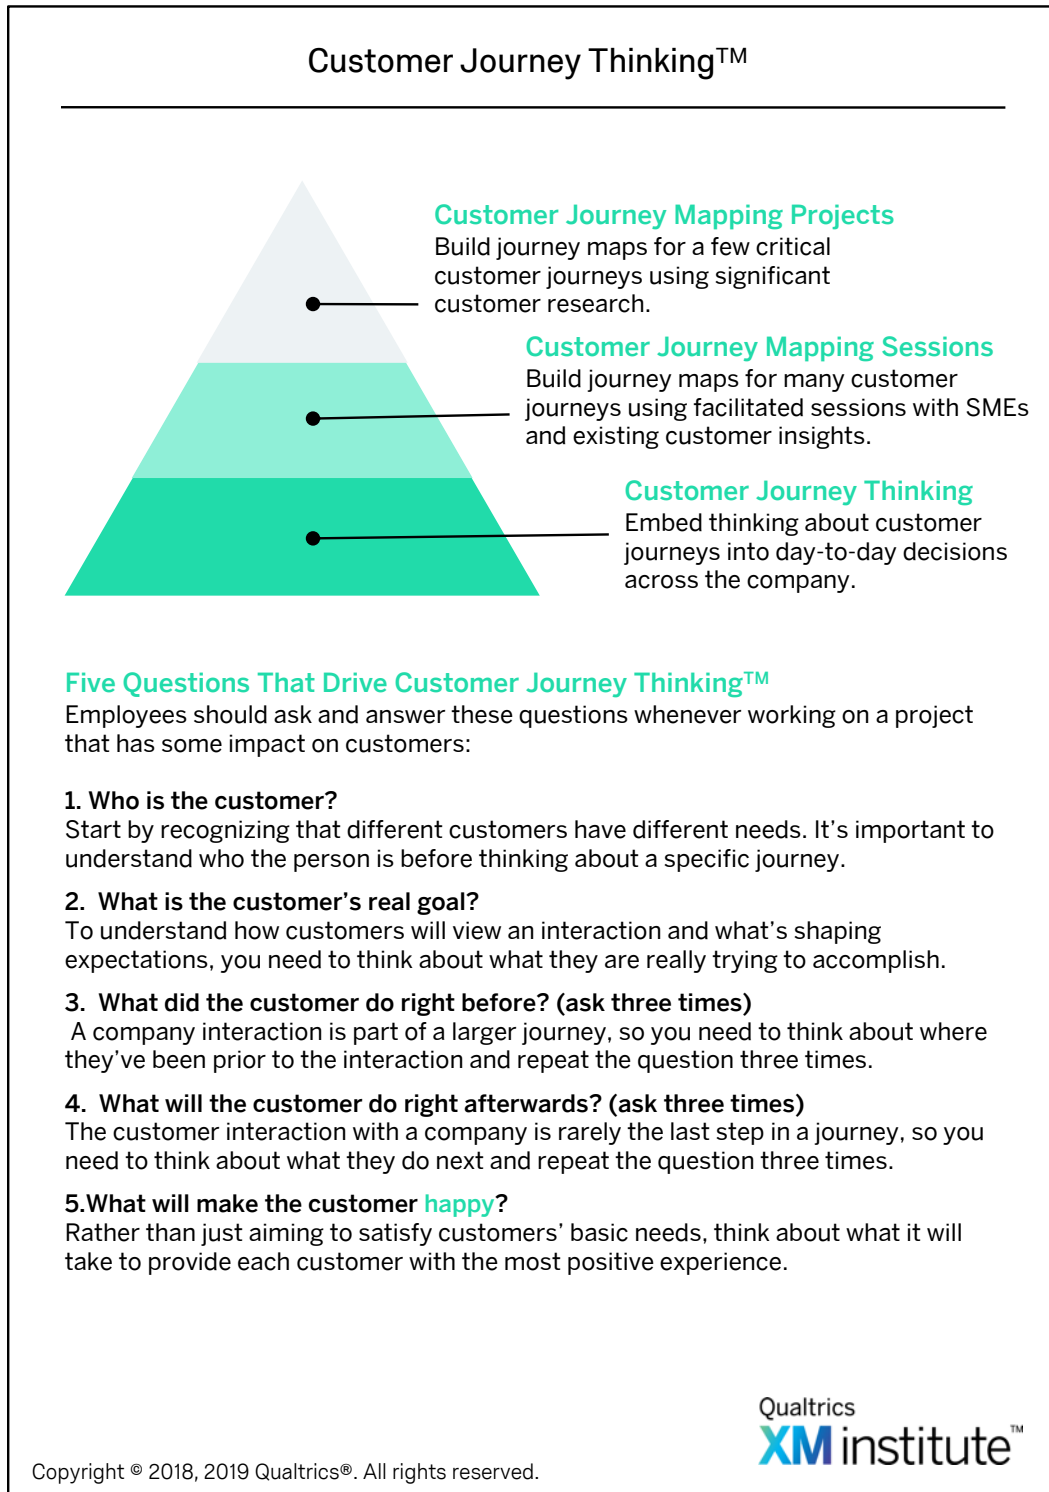 Customer Journey Thinking™
Customer Journey Mapping Projects
Build journey maps for a few critical
customer journeys using significant
customer research.
Customer Journey Mapping Sessions
Build journey maps for many customer
journeys using facilitated sessions with SMEs
and existing customer insights.
Customer Journey Thinking
Embed thinking about customer
journeys into day-to-day decisions
across the company.
Five Questions That Drive Customer Journey Thinking™
Employees should ask and answer these questions whenever working on a project
that has some impact on customers:
1. Who is the customer?
Start by recognizing that different customers have different needs. It’s important to
understand who the person is before thinking about a specific journey.
2. What is the customer’s real goal?
To understand how customers will view an interaction and what’s shaping
expectations, you need to think about what they are really trying to accomplish.
3. What did the customer do right before? (ask three times)
A company interaction is part of a larger journey, so you need to think about where
they’ve been prior to the interaction and repeat the question three times.
4. What will the customer do right afterwards? (ask three times)
The customer interaction with a company is rarely the last step in a journey, so you
need to think about what they do next and repeat the question three times.
5.What will make the customer happy?
Rather than just aiming to satisfy customers’ basic needs, think about what it will
take to provide each customer with the most positive experience.
Qualtrics
XM institute™
Copyright © 2018, 2019 Qualtrics®. All rights reserved.